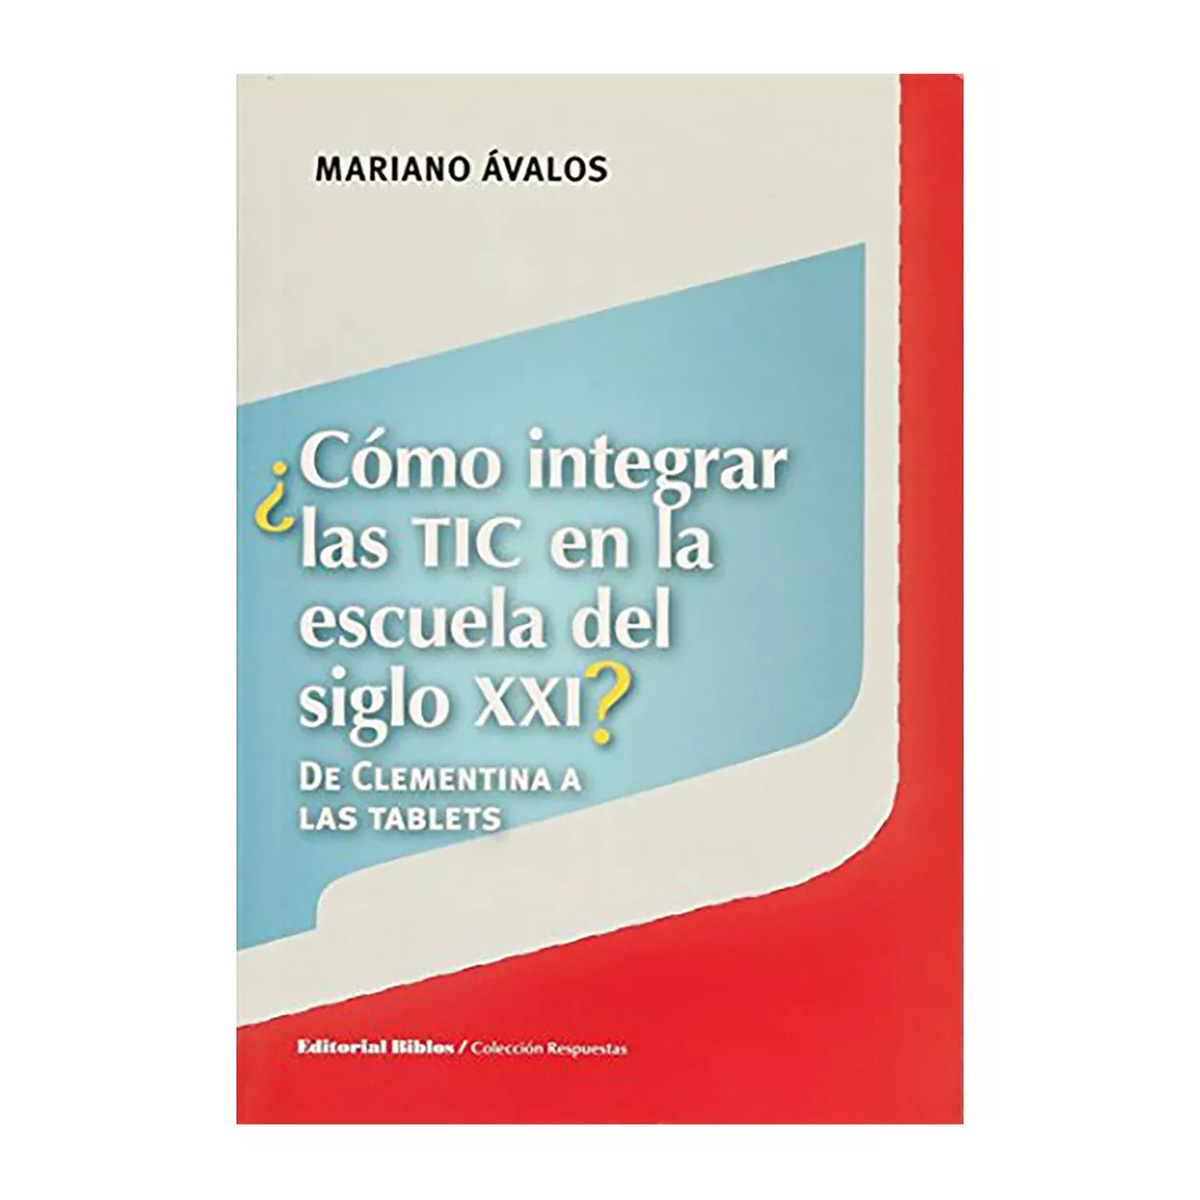 MARIANO ÁVALOS
¿Cómo integrar
las TIC en la
escuela del
siglo XXI?
DE CLEMENTINA A
LAS TABLETS
Editorial Biblos / Colección Respuestas